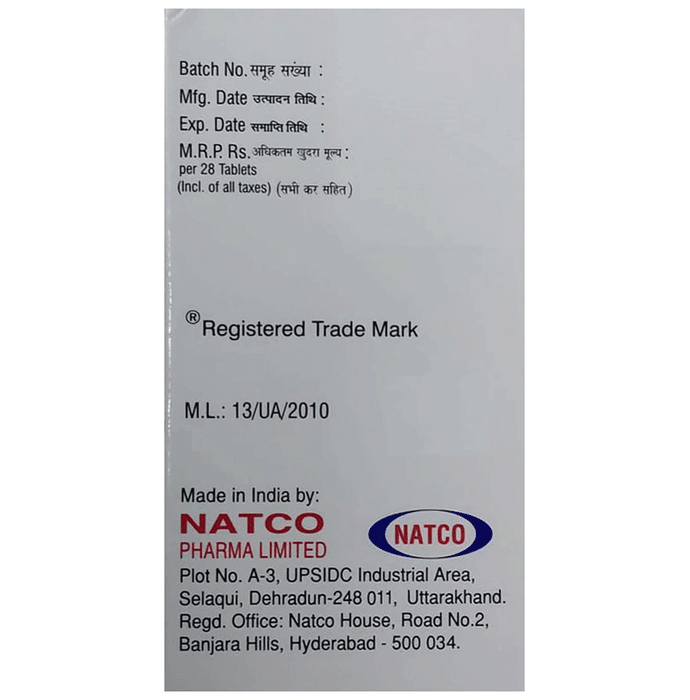 Batch No. समूह सख्या :
Mfg. Date उत्पादन तिथि :
Exp. Date समाप्ति तिथि :
M.R.P. Rs. अधिकतम खुदरा मूल्य :
per 28 Tablets
(Incl. of all taxes) (सभी कर सहित)
® Registered Trade Mark
M.L.: 13/UA/2010
Made in India by:
NATCO
PHARMA LIMITED
NATCO
Plot No. A-3, UPSIDC Industrial Area,
Selaqui, Dehradun-248 011, Uttarakhand.
Regd. Office: Natco House, Road No.2,
Banjara Hills, Hyderabad - 500 034.